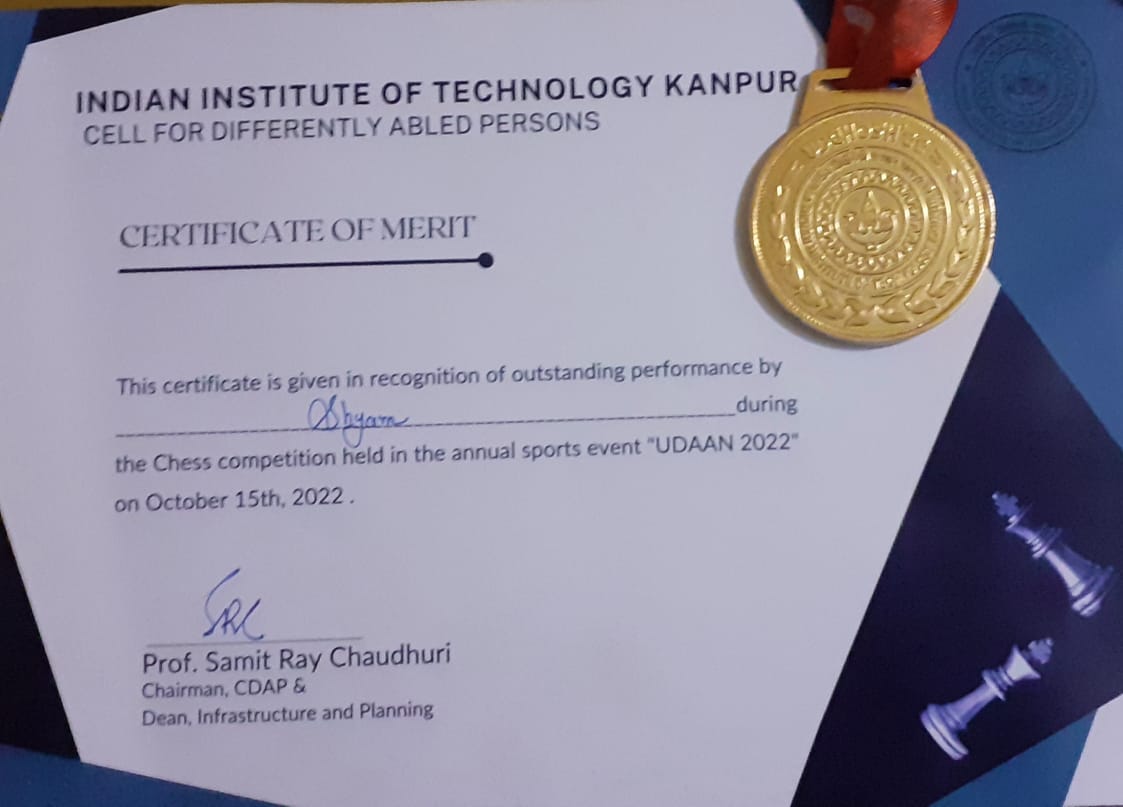 INDIAN INSTITUTE OF TECHNOLOGY KANPUR
CELL FOR DIFFERENTLY ABLED PERSONS
CERTIFICATE OF MERIT
This certificate is given in recognition of outstanding performance by
Shyam during
the Chess competition held in the annual sports event "UDAAN 2022"
on October 15th, 2022 .
SRC
Prof. Samit Ray Chaudhuri
Chairman, CDAP &
Dean, Infrastructure and Planning